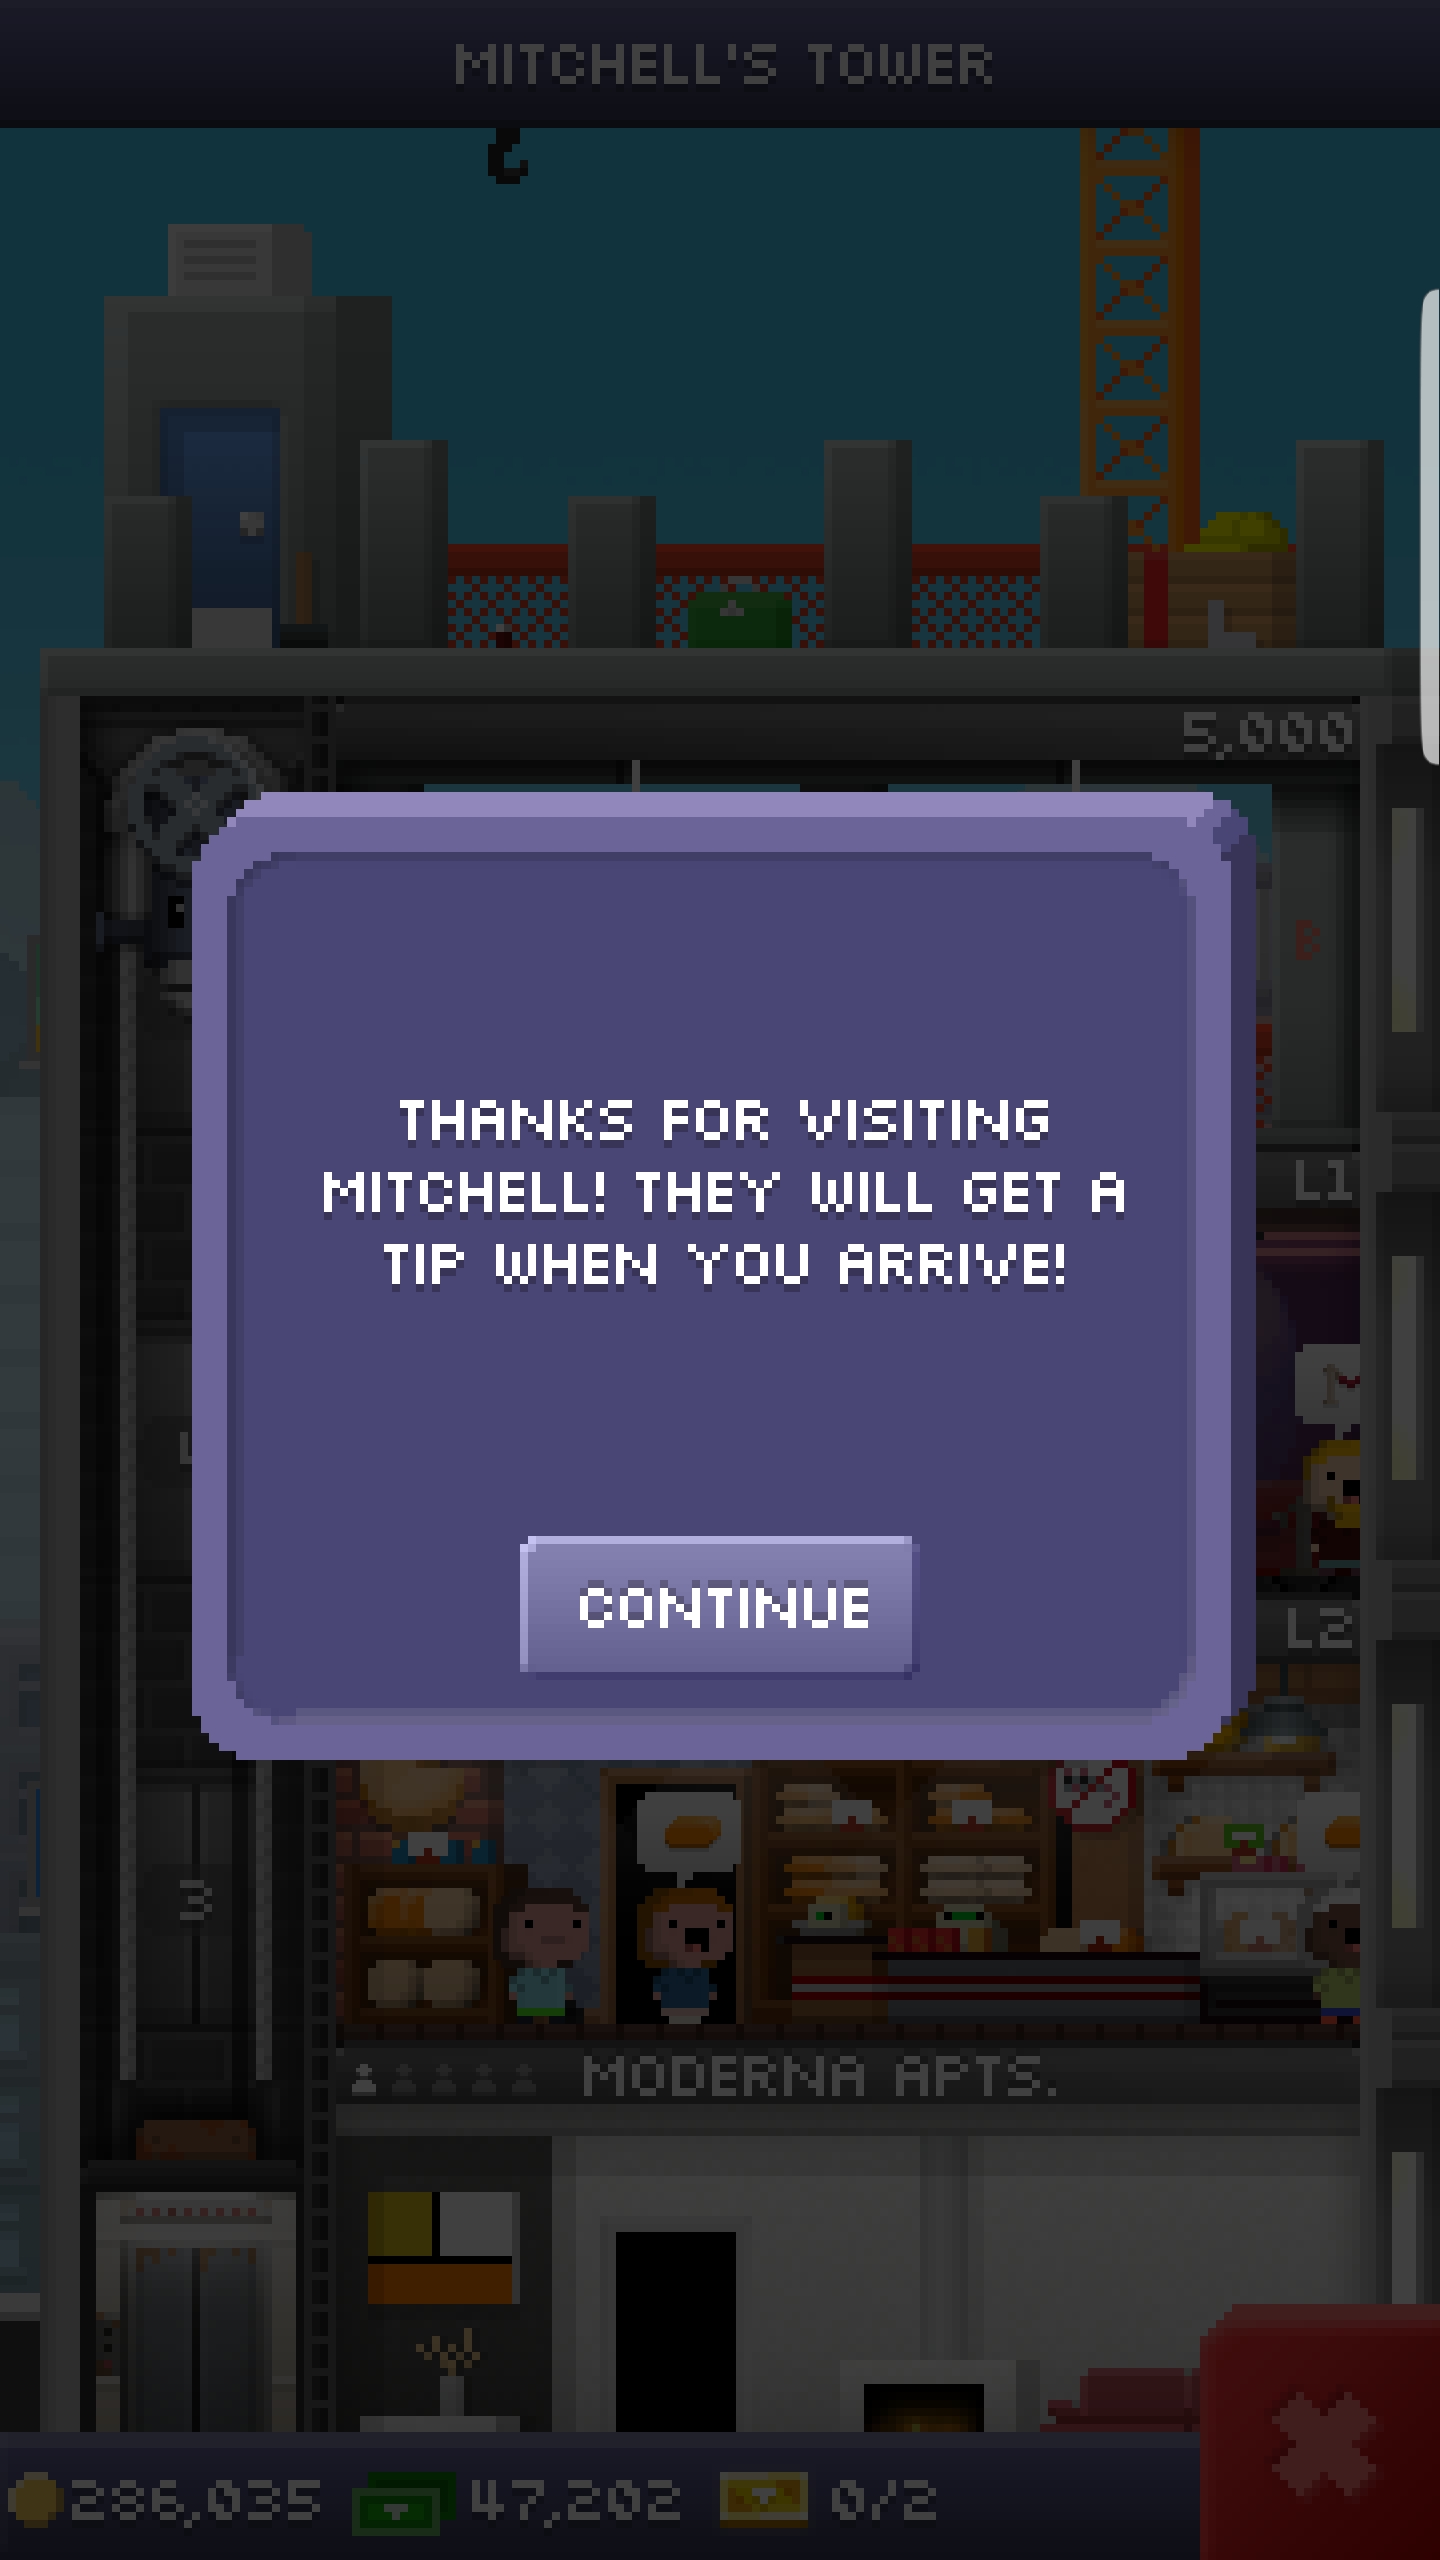 MITCHELL'S TOWER
5,000
B
L1
THANKS FOR VISITING
MITCHELL! THEY WILL GET A
TIP WHEN YOU ARRIVE!
CONTINUE
L2
3
MODERNA APTS.
286,035 47,202 0/2